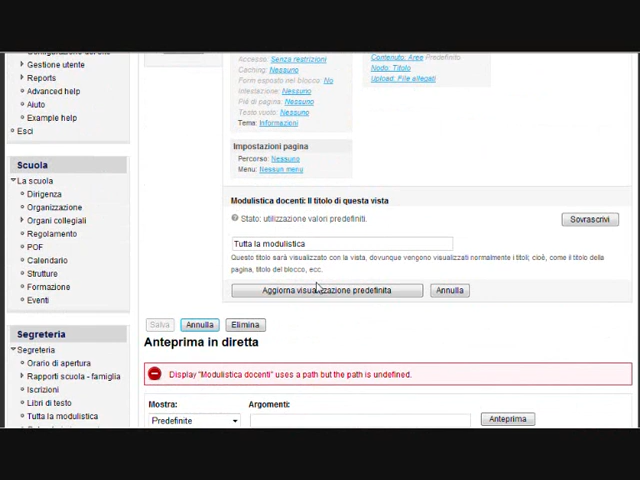 Gestione utente
Reports
Advanced help
Aiuto
Example help
Esci
Scuola
La scuola
Dirigenza
Organizzazione
Organi collegiali
Regolamento
POF
Calendario
Strutture
Formazione
Eventi
Segreteria
Segreteria
Orario di apertura
Rapporti scuola - famiglia
Iscrizioni
Libri di testo
Tutta la modulistica
Accesso: Senza restrizioni
Caching: Nessuno
Form esposto nel blocco: No
Intestazione: Nessuno
Piè di pagina: Nessuno
Testo vuoto: Nessuno
Tema: Informazioni
Contenuto: Aree Predefinito
Nodo: Titolo
Upload: File allegati
Impostazioni pagina
Percorso: Nessuno
Menu: Nessun menu
Modulistica docenti: Il titolo di questa vista
Stato: utilizzazione valori predefiniti.
Sovrascrivi
Tutta la modulistica
Questo titolo sarà visualizzato con la vista, dovunque vengono visualizzati normalmente i titoli; cioè, come il titolo della
pagina, titolo del blocco, ecc.
Aggiorna visualizzazione predefinita
Annulla
Salva
Annulla
Elimina
Anteprima in diretta
Display "Modulistica docenti" uses a path but the path is undefined.
Mostra:
Argomenti:
Predefinite
Anteprima